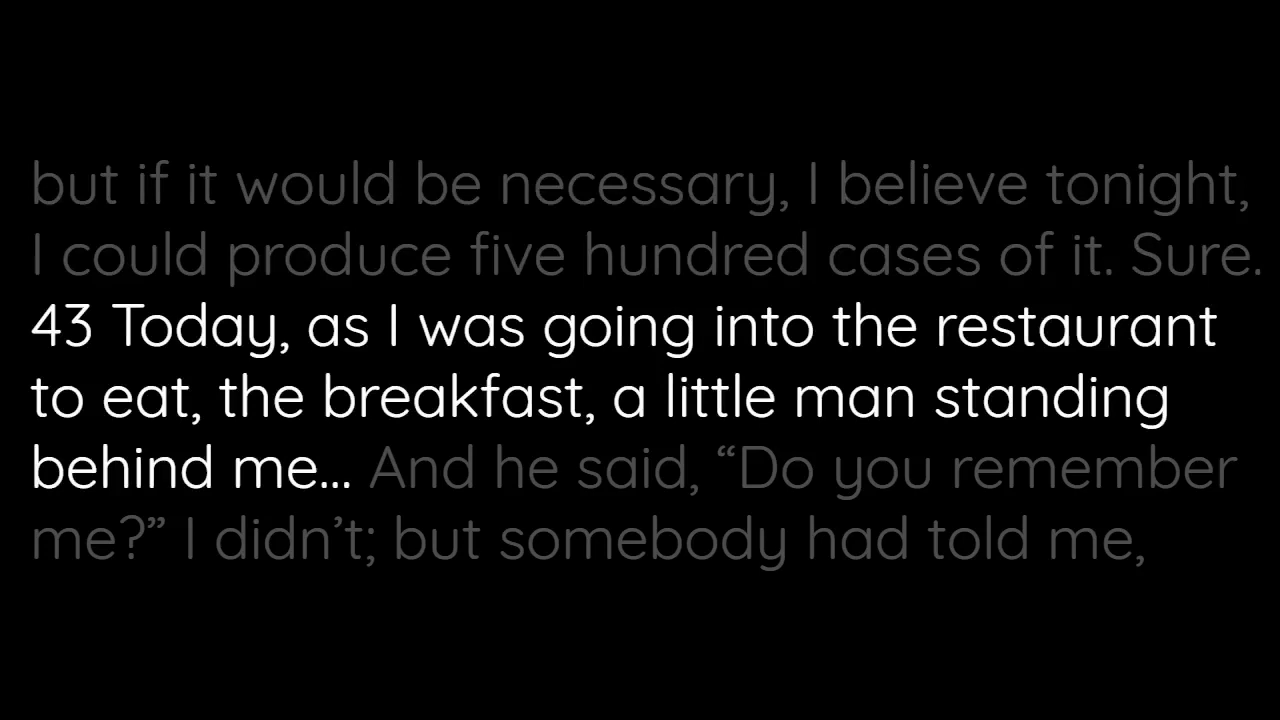 but if it would be necessary, I believe tonight,
I could produce five hundred cases of it. Sure.
43 Today, as I was going into the restaurant
to eat, the breakfast, a little man standing
behind me… And he said, “Do you remember
me?” I didn’t; but somebody had told me,